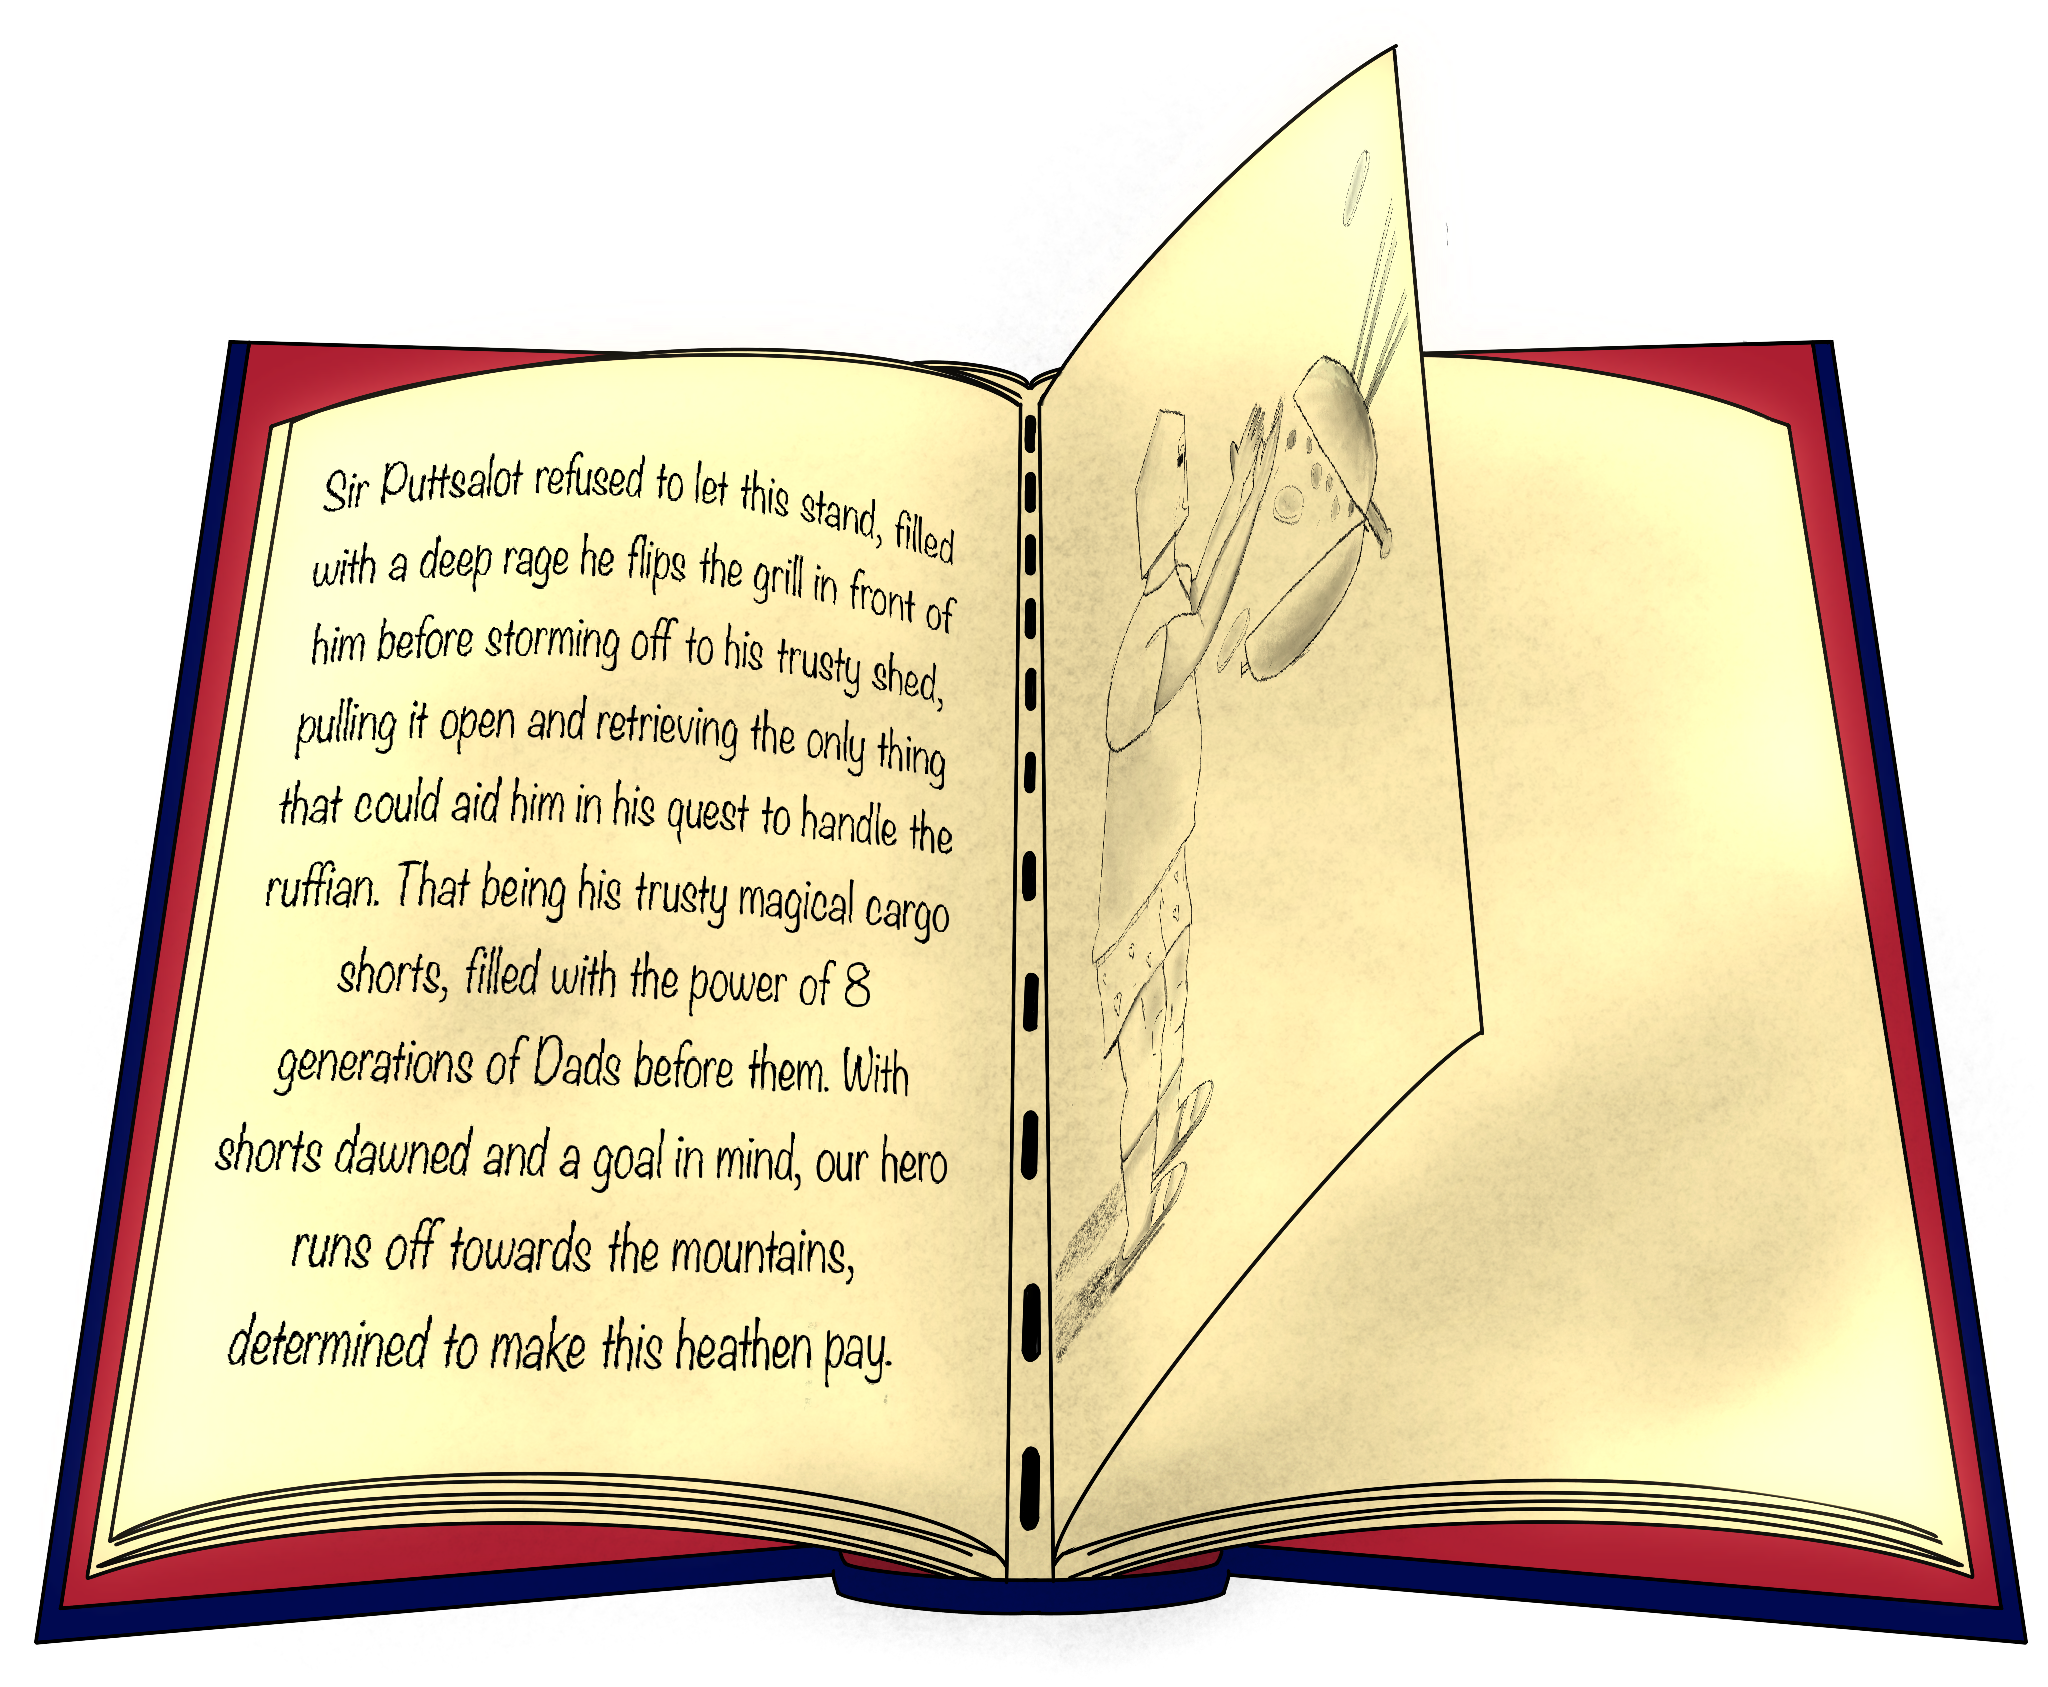 Sir Puttsalot refused to let this stand, filled
with a deep rage he flips the grill in front of
him before storming off to his trusty shed,
pulling it open and retrieving the only thing
that could aid him in his quest to handle the
ruffian. That being his trusty magical cargo
shorts, filled with the power of 8
generations of Dads before them. With
shorts dawned and a goal in mind, our hero
runs off towards the mountains,
determined to make this heathen pay.